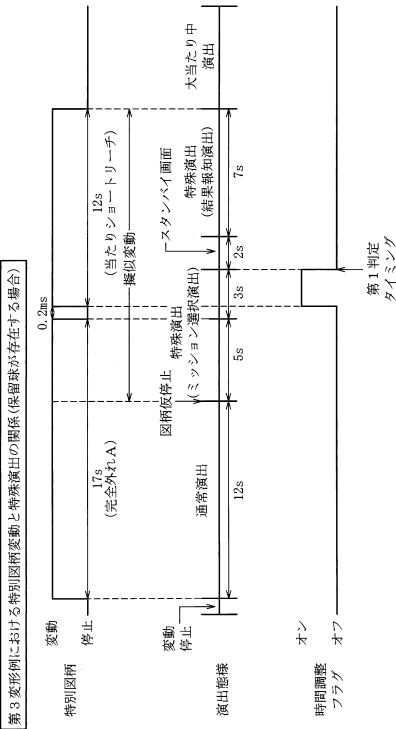 第3変形例における特別図柄変動と特殊演出の関係(保留球が存在する場合)
特別図柄
変動
停止
17s
(完全外れA)
0.2ms
12s
(当たりショートリーチ)
擬似変動
演出態様
変動
停止
通常演出
図柄仮停止
特殊演出
(ミッション選択演出)
スタンバイ画面
特殊演出
(結果報知演出)
大当たり中
演出
12s
5s
3s
2s
7s
時間調整
フラグ
オン
オフ
第1判定
タイミング